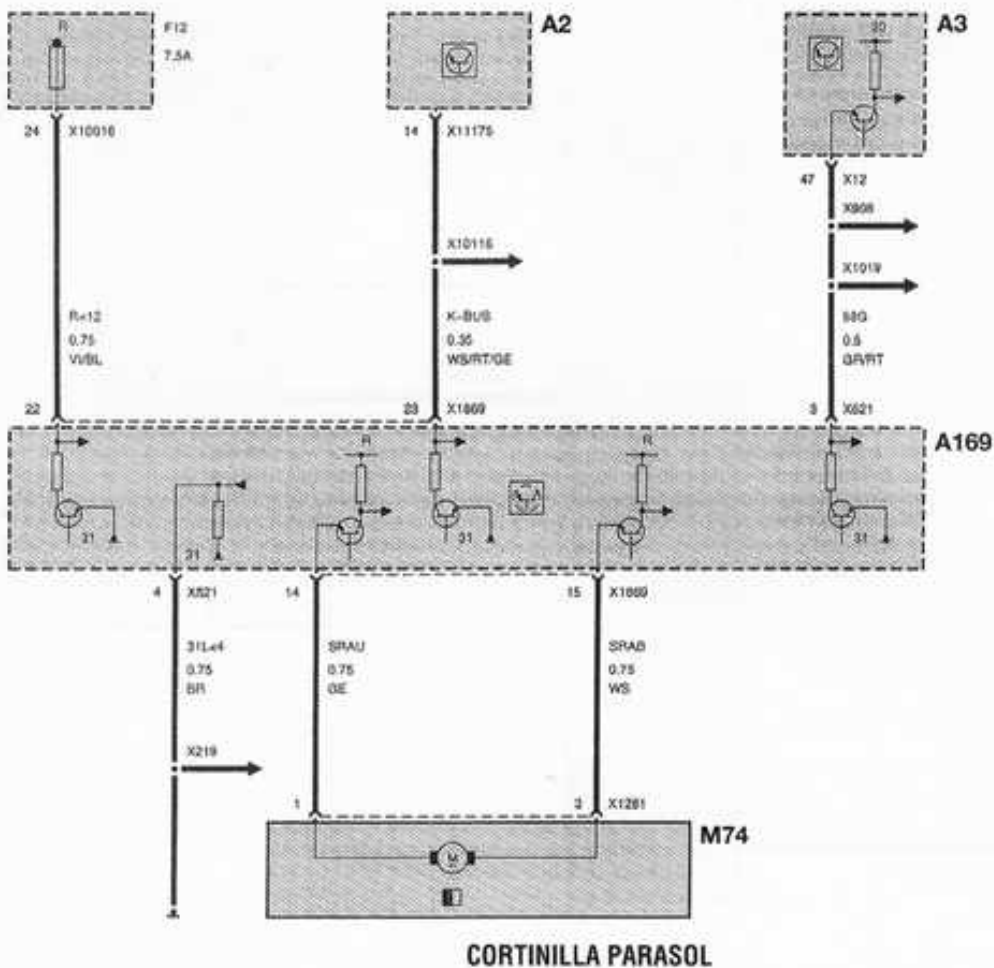 R
F12
7.5A
A2
30
A3
24 X10016
14 X11175
47 X12
X908
X10116
X1019
R<12
0.75
VI/BL
K-BUS
0.35
WS/RT/GE
58G
0.5
GR/RT
22
23 X1869
3 X521
A169
R
R
31
31
31
31
4 X521
14
15 X1869
31L<4
0.75
BR
SRAU
0.75
GE
SRAB
0.75
WS
X219
1
2 X1281
M74
M
CORTINILLA PARASOL